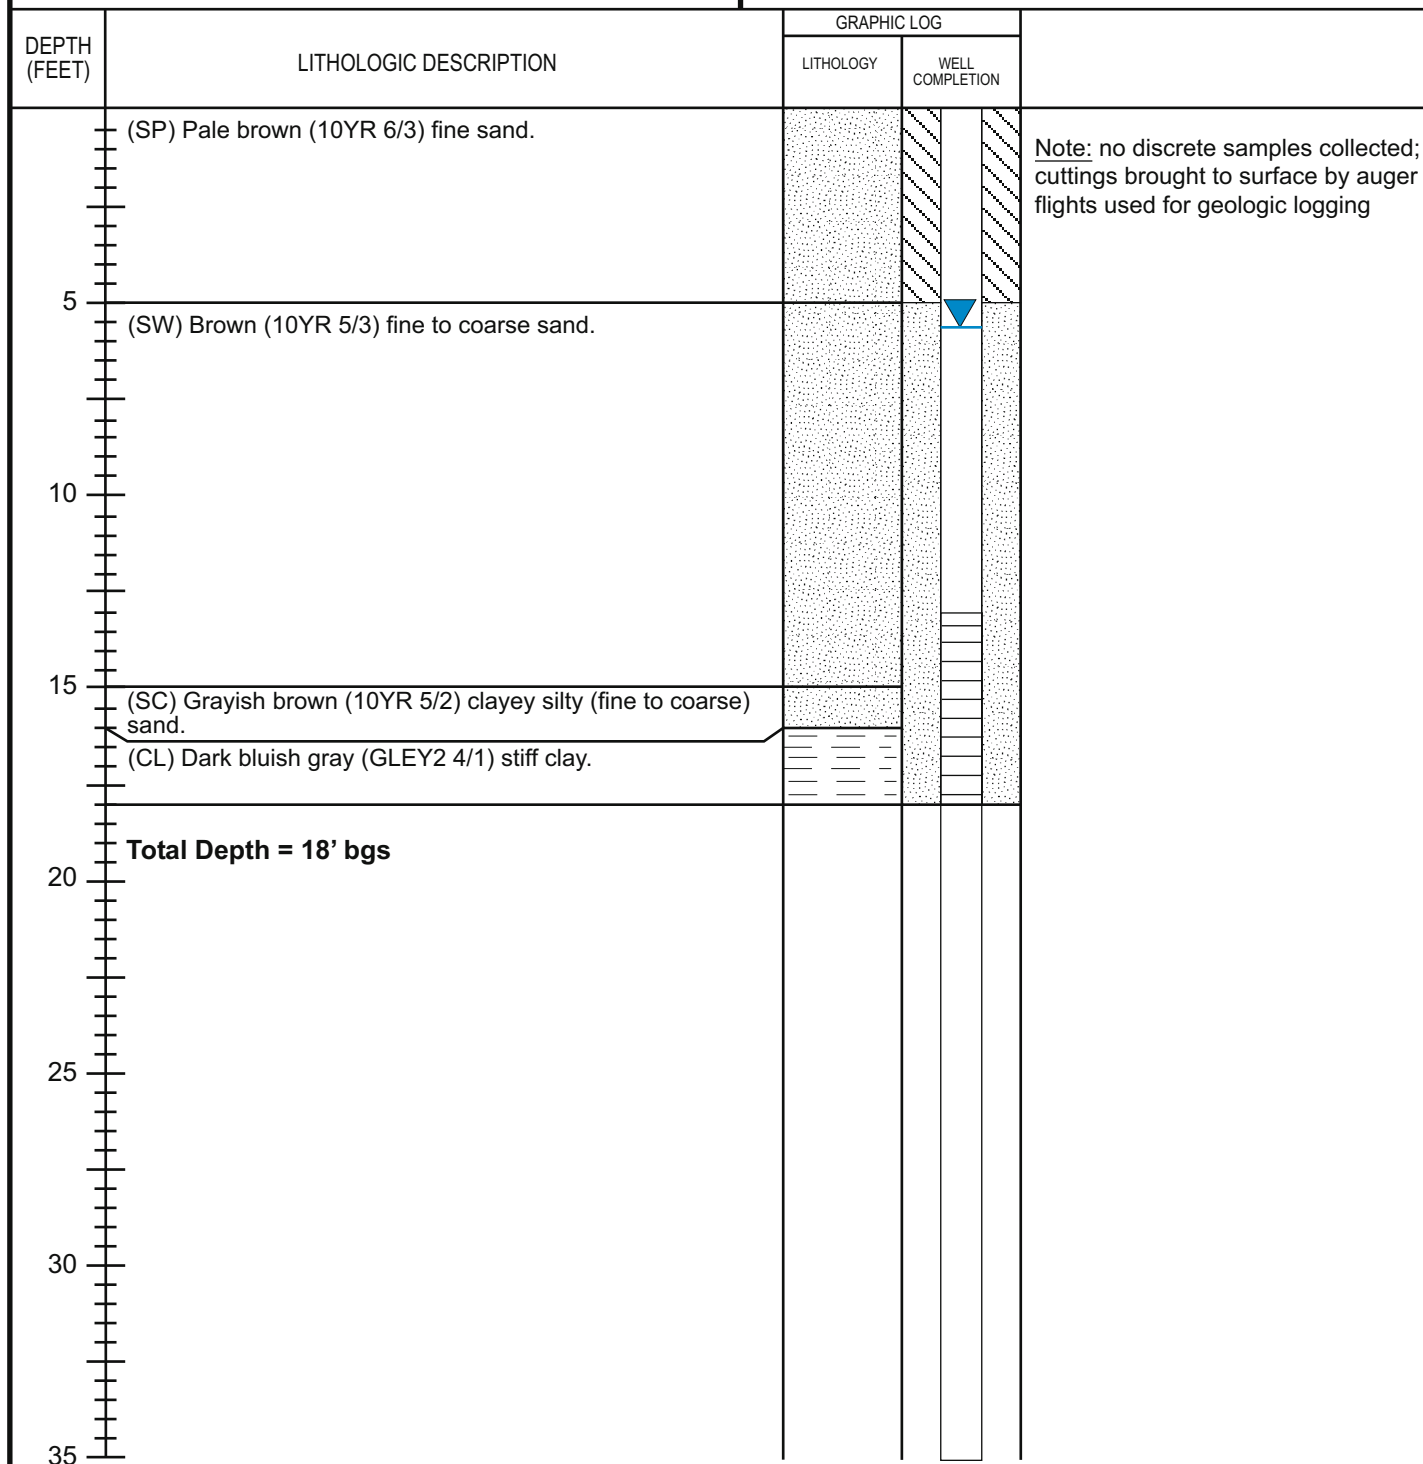 GRAPHIC LOG
DEPTH
(FEET)
LITHOLOGIC DESCRIPTION
LITHOLOGY
WELL
COMPLETION
(SP) Pale brown (10YR 6/3) fine sand.
Note: no discrete samples collected;
cuttings brought to surface by auger
flights used for geologic logging
5
(SW) Brown (10YR 5/3) fine to coarse sand.
10
15
(SC) Grayish brown (10YR 5/2) clayey silty (fine to coarse)
sand.
(CL) Dark bluish gray (GLEY2 4/1) stiff clay.
Total Depth = 18’ bgs
20
25
30
35